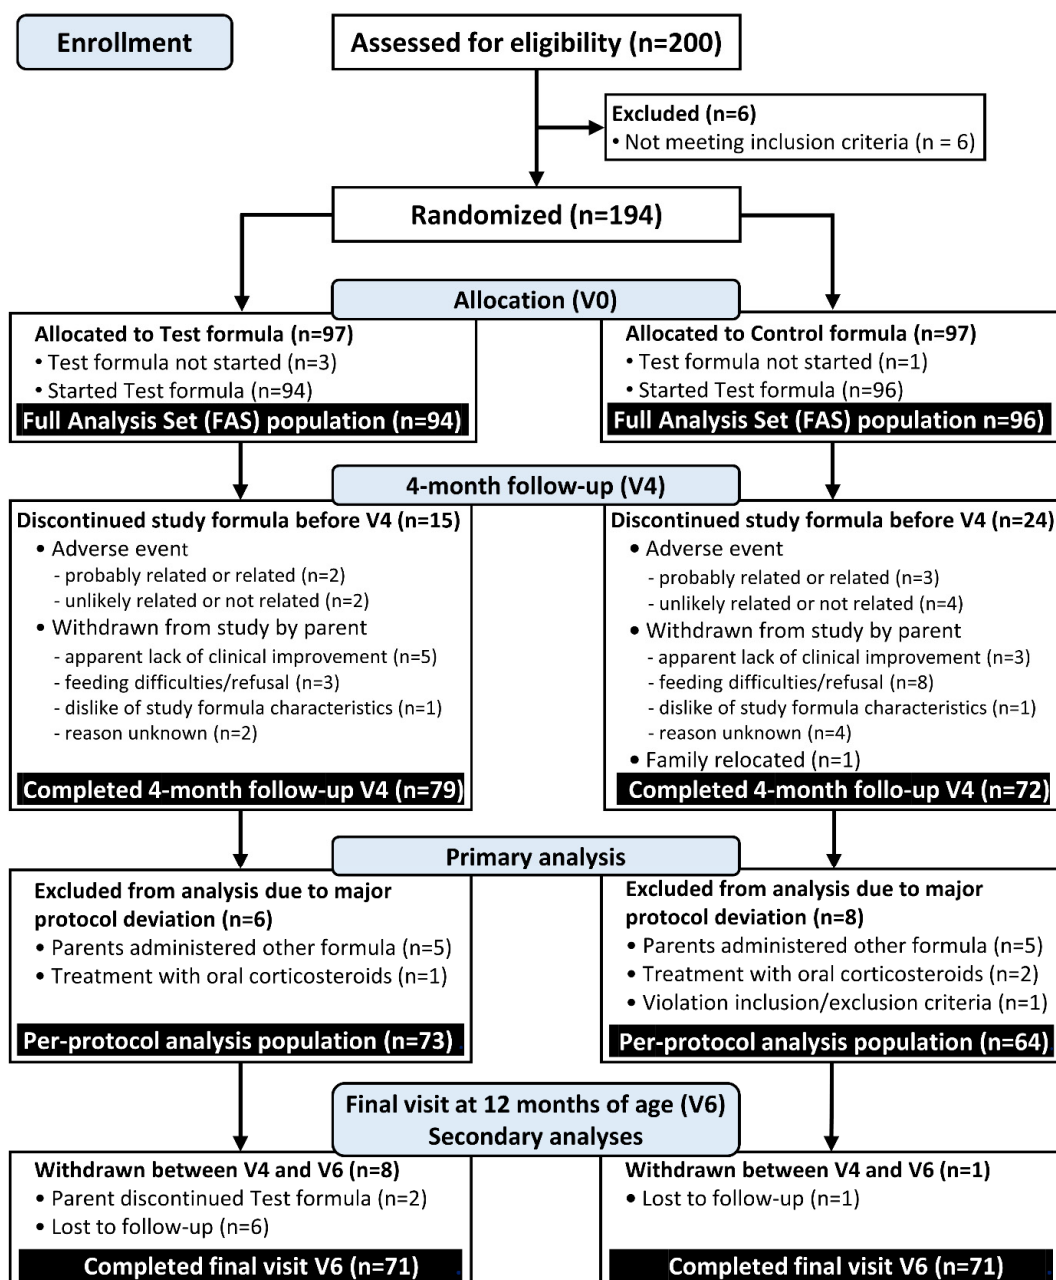 Enrollment
Assessed for eligibility (n=200)
Excluded (n=6)
• Not meeting inclusion criteria (n = 6)
Randomized (n=194)
Allocation (V0)
Allocated to Test formula (n=97)
• Test formula not started (n=3)
• Started Test formula (n=94)
Full Analysis Set (FAS) population (n=94)
Allocated to Control formula (n=97)
• Test formula not started (n=1)
• Started Test formula (n=96)
Full Analysis Set (FAS) population n=96)
4-month follow-up (V4)
Discontinued study formula before V4 (n=15)
• Adverse event
- probably related or related (n=2)
- unlikely related or not related (n=2)
• Withdrawn from study by parent
- apparent lack of clinical improvement (n=5)
- feeding difficulties/refusal (n=3)
- dislike of study formula characteristics (n=1)
- reason unknown (n=2)
Completed 4-month follow-up V4 (n=79)
Discontinued study formula before V4 (n=24)
• Adverse event
- probably related or related (n=3)
- unlikely related or not related (n=4)
• Withdrawn from study by parent
- apparent lack of clinical improvement (n=3)
- feeding difficulties/refusal (n=8)
- dislike of study formula characteristics (n=1)
- reason unknown (n=4)
• Family relocated (n=1)
Completed 4-month follo-up V4 (n=72)
Primary analysis
Excluded from analysis due to major
protocol deviation (n=6)
• Parents administered other formula (n=5)
• Treatment with oral corticosteroids (n=1)
Per-protocol analysis population (n=73)
Excluded from analysis due to major
protocol deviation (n=8)
• Parents administered other formula (n=5)
• Treatment with oral corticosteroids (n=2)
• Violation inclusion/exclusion criteria (n=1)
Per-protocol analysis population (n=64)
Final visit at 12 months of age (V6)
Secondary analyses
Withdrawn between V4 and V6 (n=8)
• Parent discontinued Test formula (n=2)
• Lost to follow-up (n=6)
Completed final visit V6 (n=71)
Withdrawn between V4 and V6 (n=1)
• Lost to follow-up (n=1)
Completed final visit V6 (n=71)